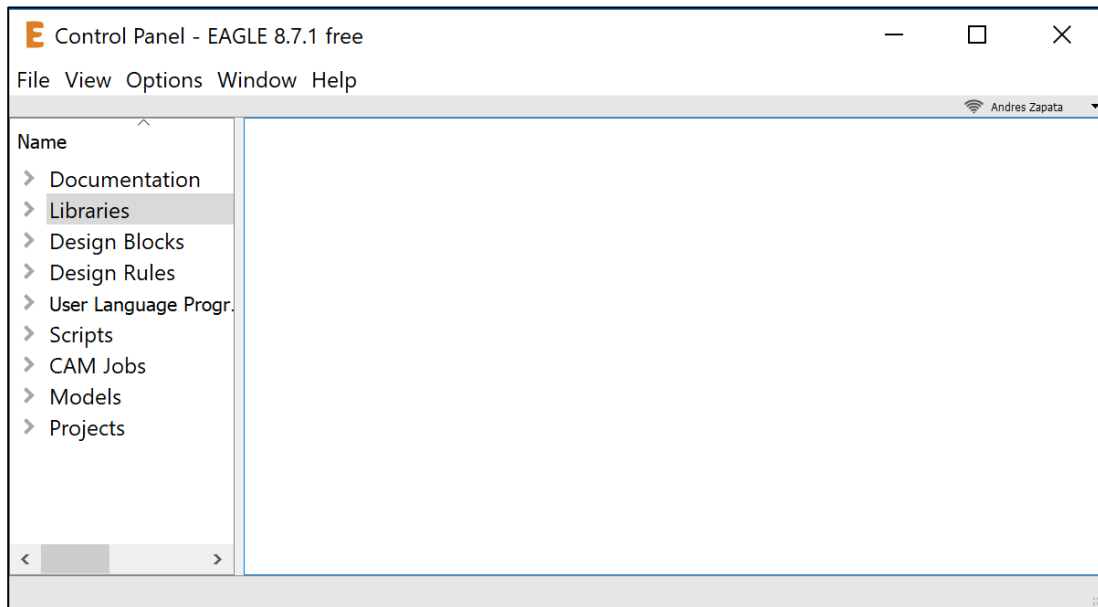 E Control Panel - EAGLE 8.7.1 free
File View Options Window Help
Andres Zapata
Name
Documentation
Libraries
Design Blocks
Design Rules
User Language Progr.
Scripts
CAM Jobs
Models
Projects